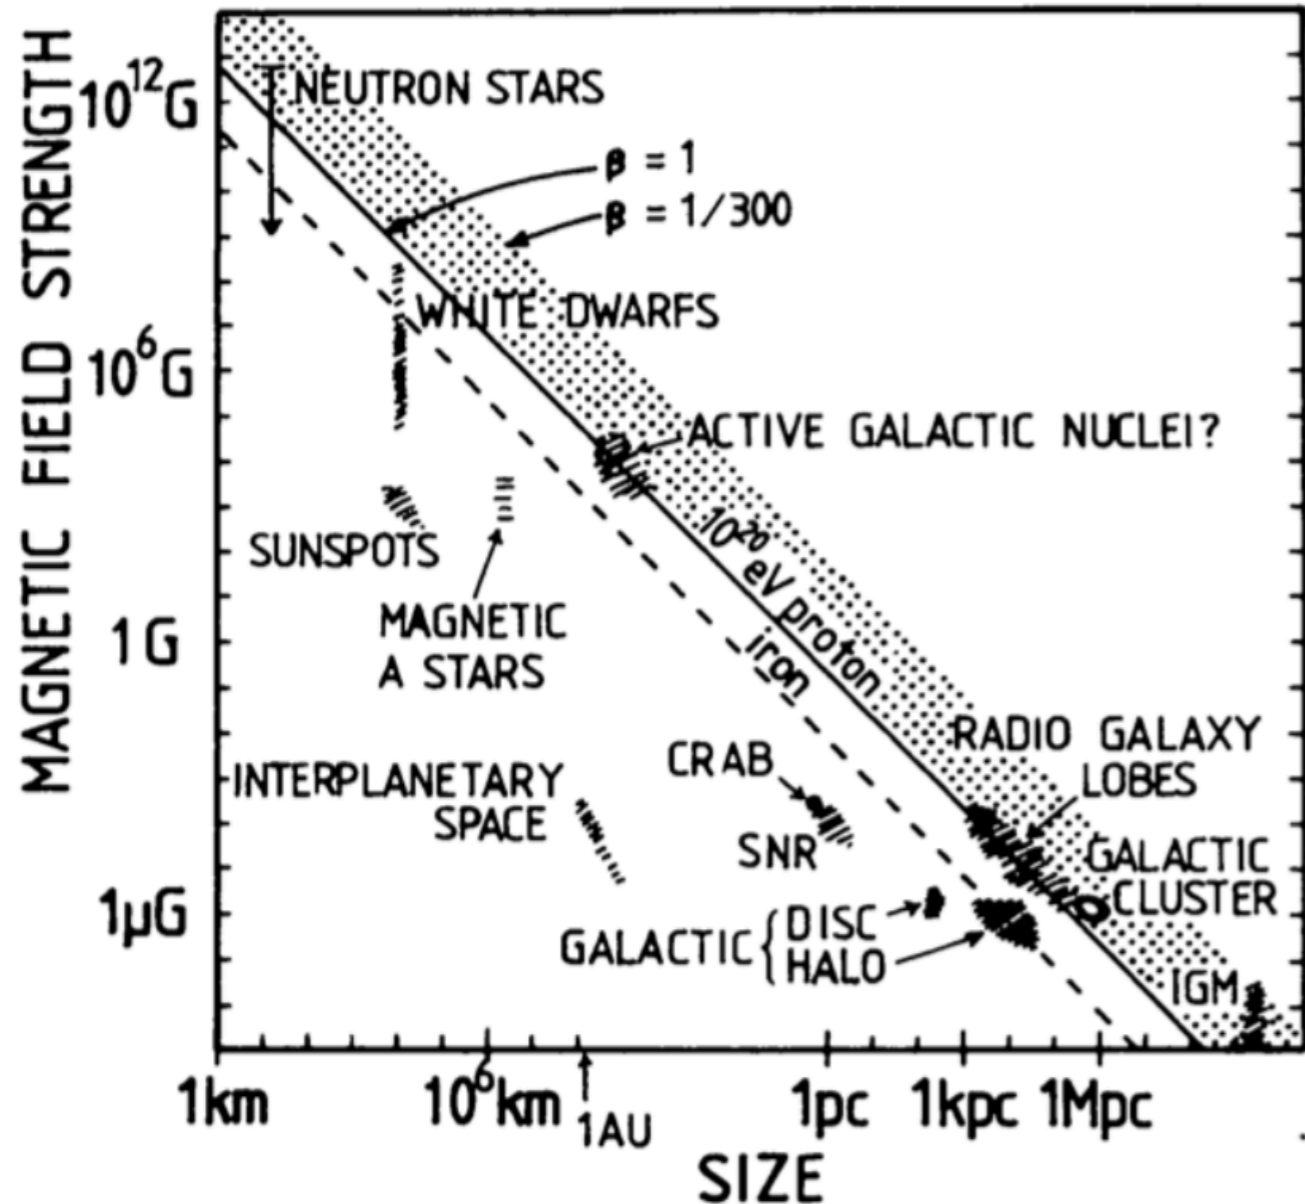 MAGNETIC FIELD STRENGTH
10¹²G
10⁶G
1G
1µG
NEUTRON STARS
β = 1
β = 1/300
WHITE DWARFS
ACTIVE GALACTIC NUCLEI?
SUNSPOTS
MAGNETIC
A STARS
10²⁰ eV proton
iron
INTERPLANETARY
SPACE
CRAB
SNR
RADIO GALAXY
LOBES
GALACTIC
CLUSTER
GALACTIC { DISC
HALO
IGM
1km
10⁶km
1AU
1pc
1kpc
1Mpc
SIZE